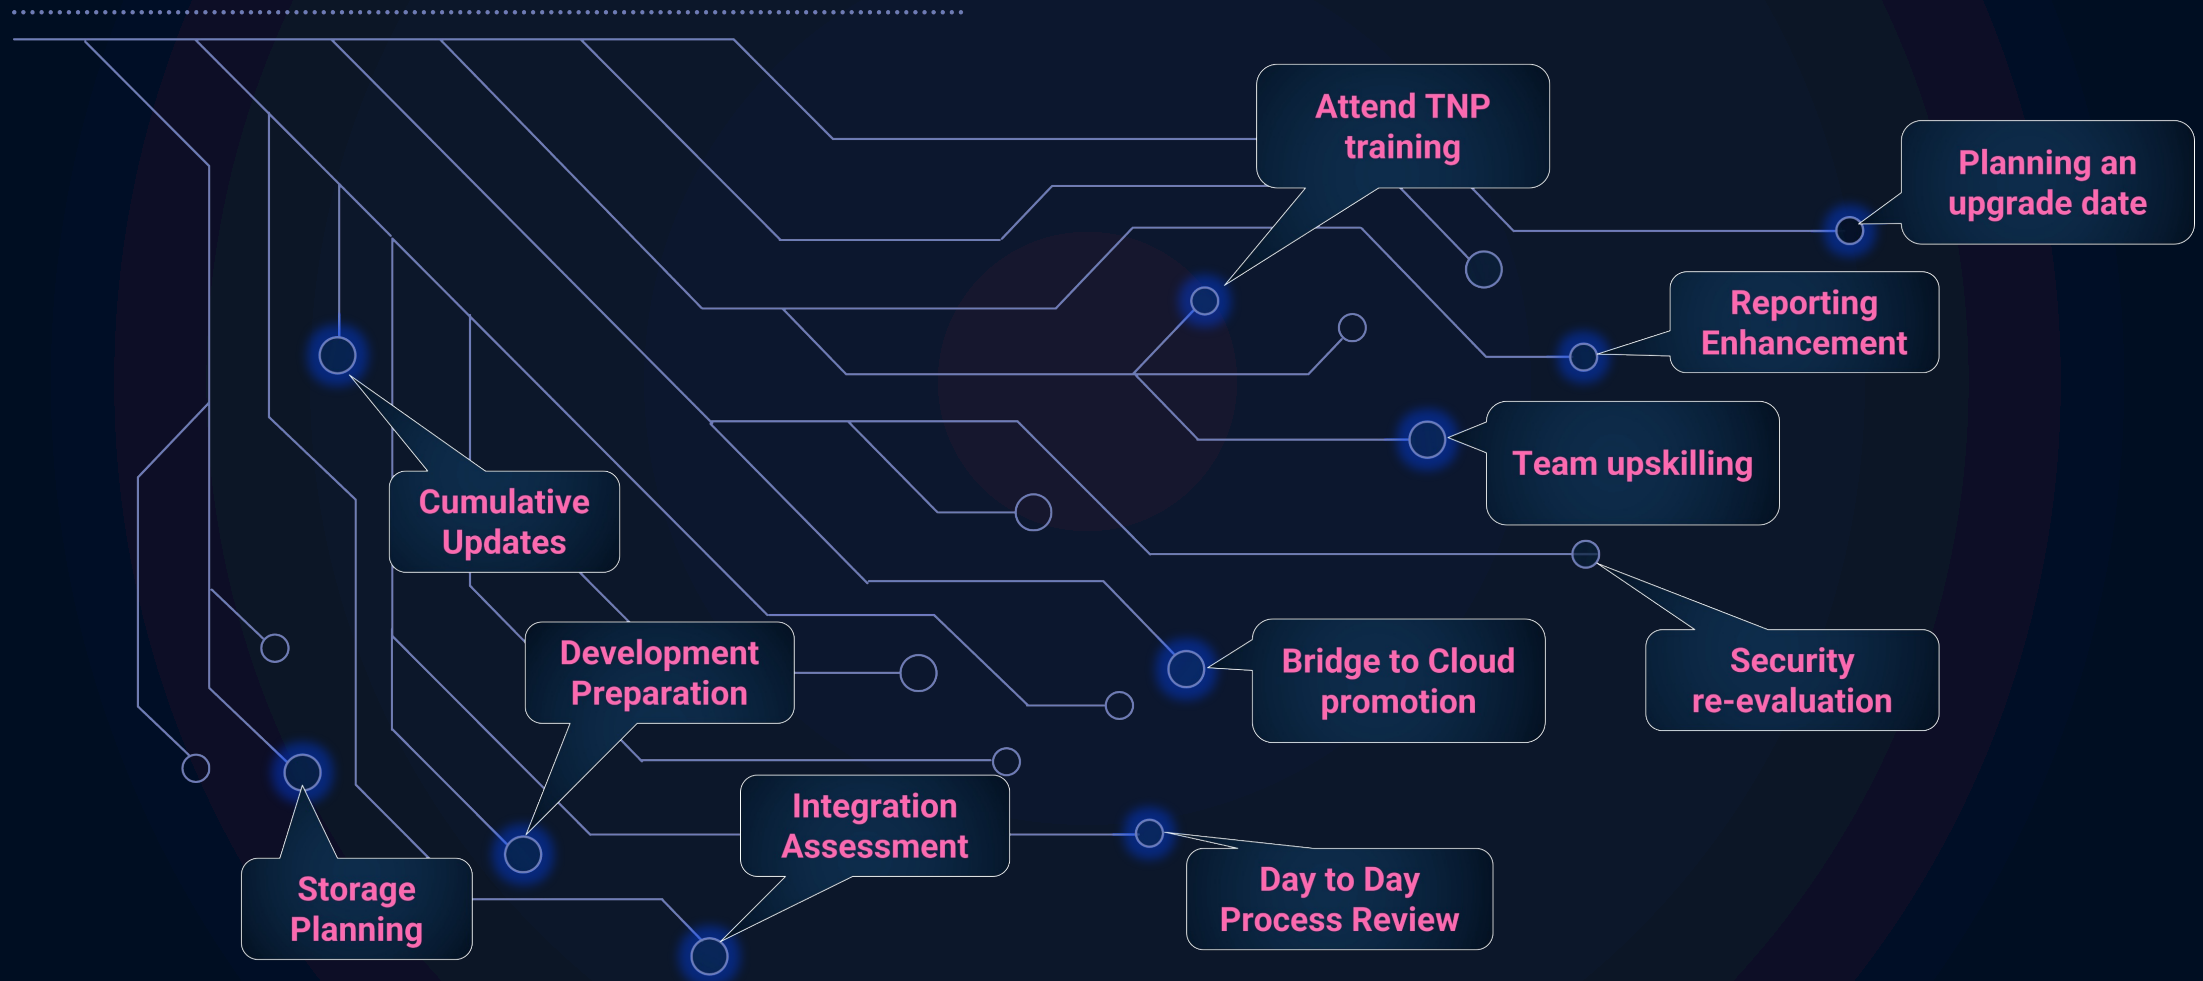 Attend TNP
training
Planning an
upgrade date
Reporting
Enhancement
Team upskilling
Cumulative
Updates
Development
Preparation
Bridge to Cloud
promotion
Security
re-evaluation
Integration
Assessment
Storage
Planning
Day to Day
Process Review